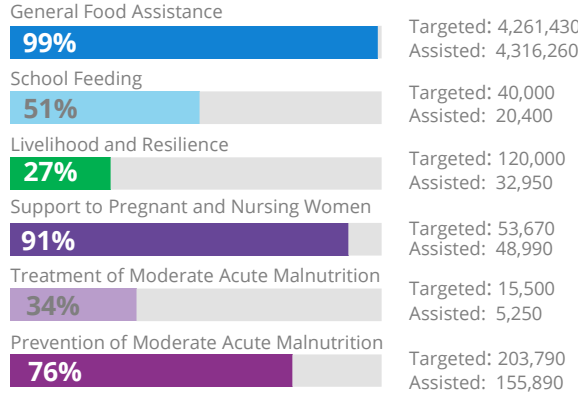 General Food Assistance
99%
Targeted: 4,261,430
Assisted: 4,316,260
School Feeding
51%
Targeted: 40,000
Assisted: 20,400
Livelihood and Resilience
27%
Targeted: 120,000
Assisted: 32,950
Support to Pregnant and Nursing Women
91%
Targeted: 53,670
Assisted: 48,990
Treatment of Moderate Acute Malnutrition
34%
Targeted: 15,500
Assisted: 5,250
Prevention of Moderate Acute Malnutrition
76%
Targeted: 203,790
Assisted: 155,890